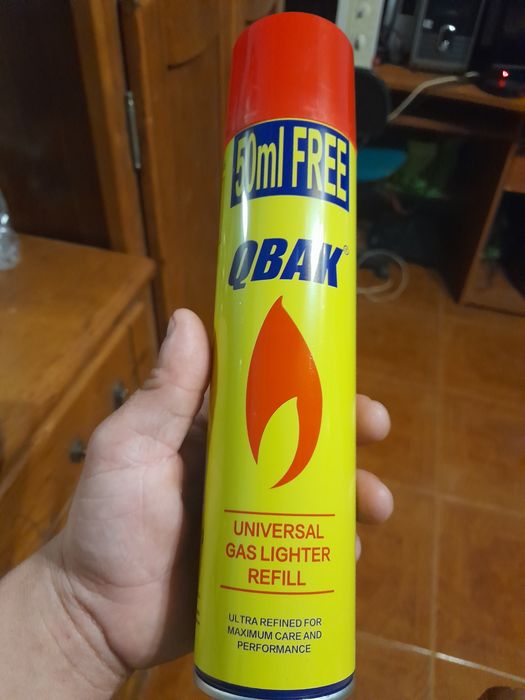 50ml FREE
QBAK®
UNIVERSAL
GAS LIGHTER
REFILL
ULTRA REFINED FOR
MAXIMUM CARE AND
PERFORMANCE